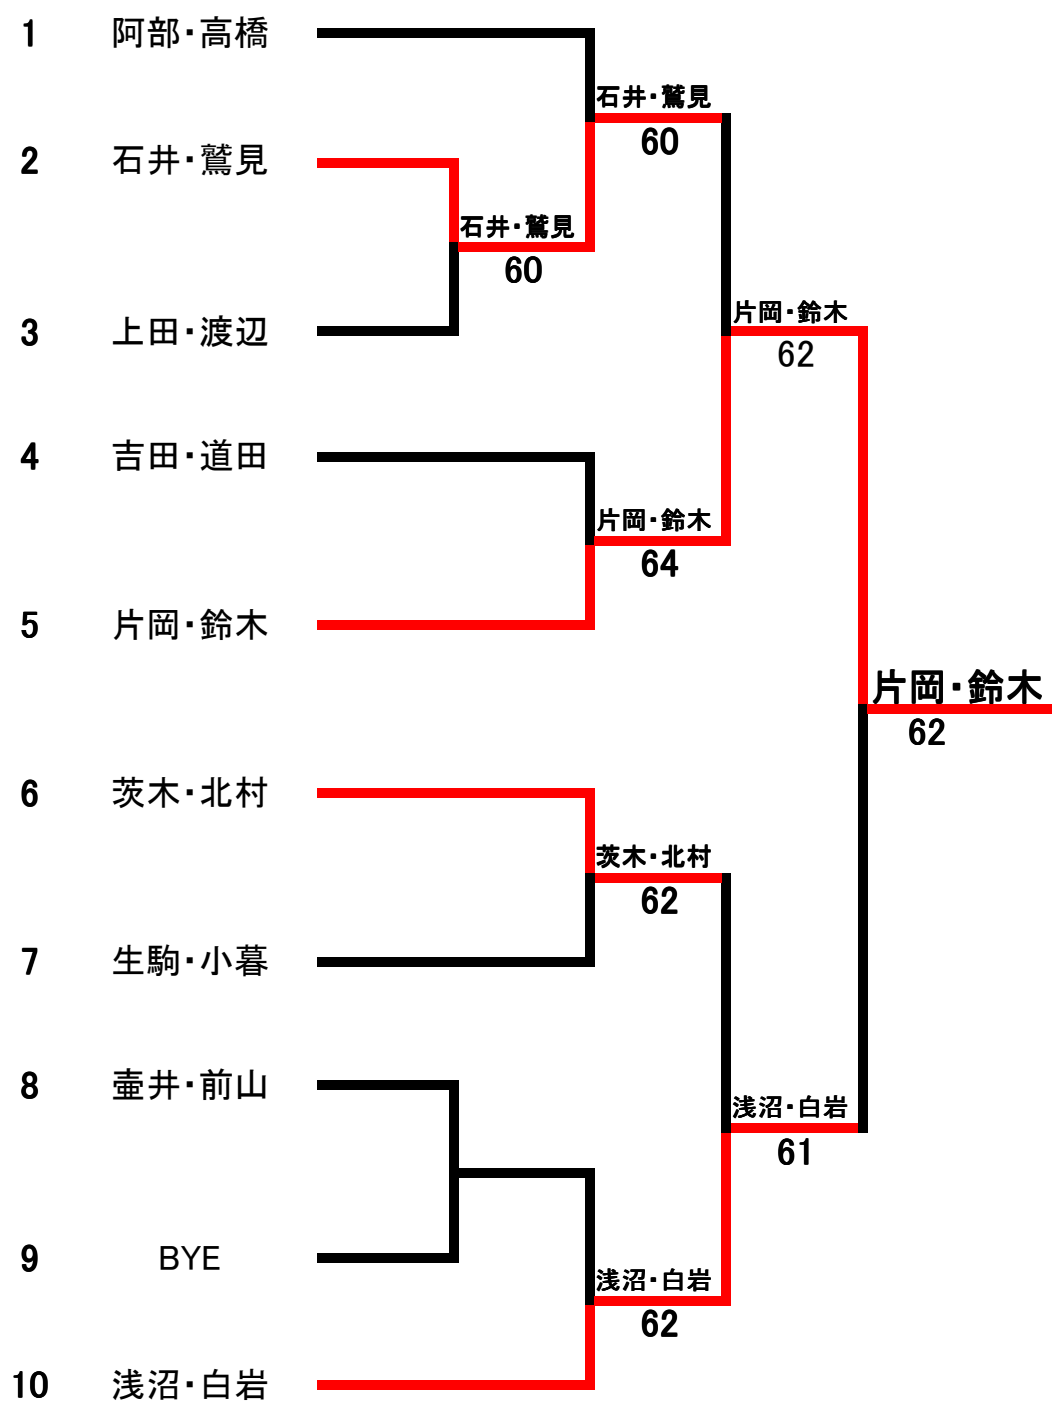 1 阿部・高橋
石井・鷲見
60
2 石井・鷲見
石井・鷲見
60
3 上田・渡辺
片岡・鈴木
62
4 吉田・道田
片岡・鈴木
64
5 片岡・鈴木
片岡・鈴木
62
6 茨木・北村
茨木・北村
62
7 生駒・小暮
8 壷井・前山
浅沼・白岩
61
9 BYE
浅沼・白岩
62
10 浅沼・白岩